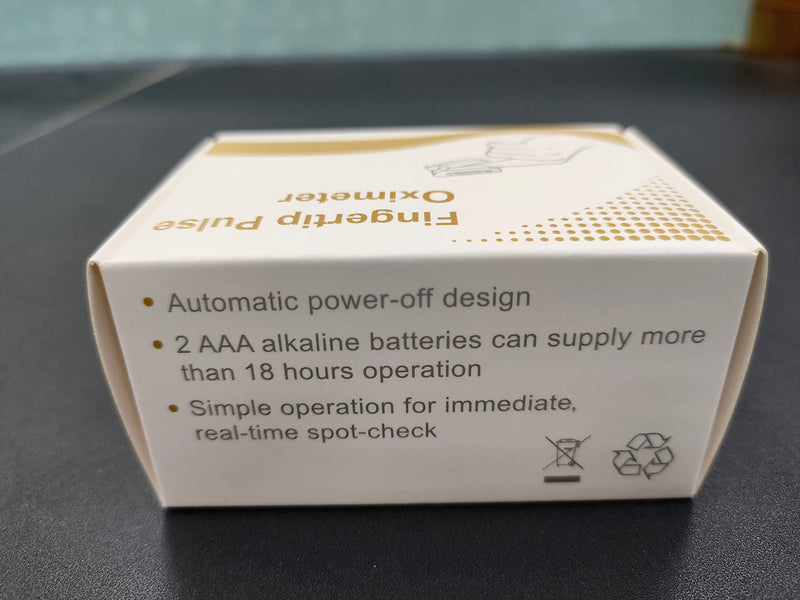 Fingertip Pulse
Oximeter
• Automatic power-off design
• 2 AAA alkaline batteries can supply more
than 18 hours operation
• Simple operation for immediate,
real-time spot-check